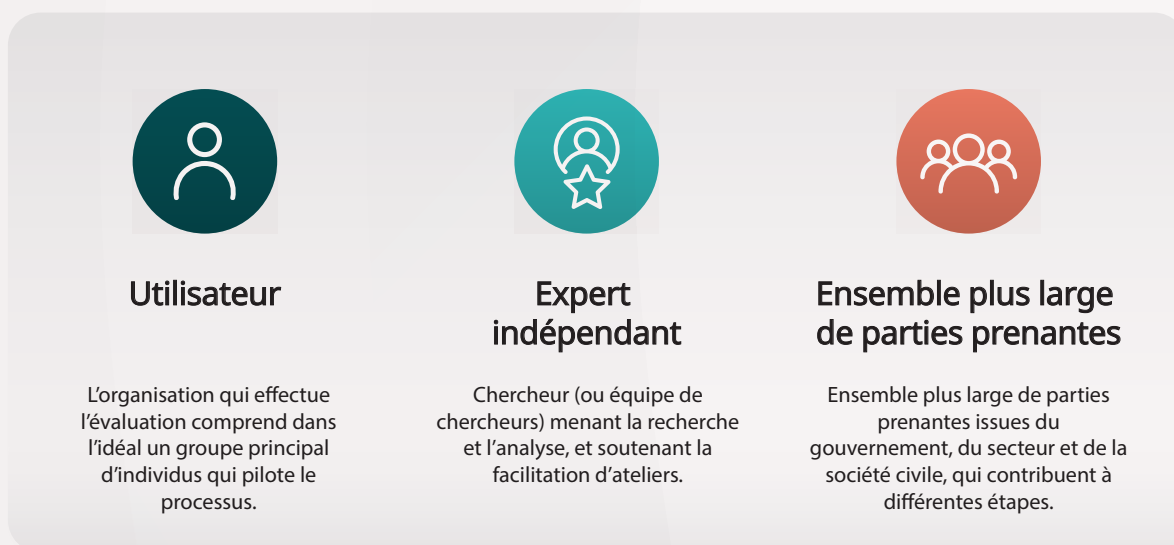 Utilisateur
L’organisation qui effectue
l’évaluation comprend dans
l’idéal un groupe principal
d’individus qui pilote le
processus.
Expert
indépendant
Chercheur (ou équipe de
chercheurs) menant la recherche
et l’analyse, et soutenant la
facilitation d’ateliers.
Ensemble plus large
de parties prenantes
Ensemble plus large de parties
prenantes issues du
gouvernement, du secteur et de la
société civile, qui contribuent à
différentes étapes.